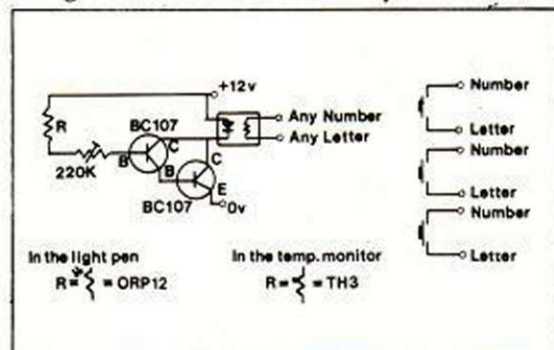 +12v
Number
R
BC107
Any Number
C
Any Letter
Letter
B
Number
220K
C
B
E
BC107
0v
Letter
Number
In the light pen
In the temp. monitor
R = = ORP12
R = = TH3
Letter